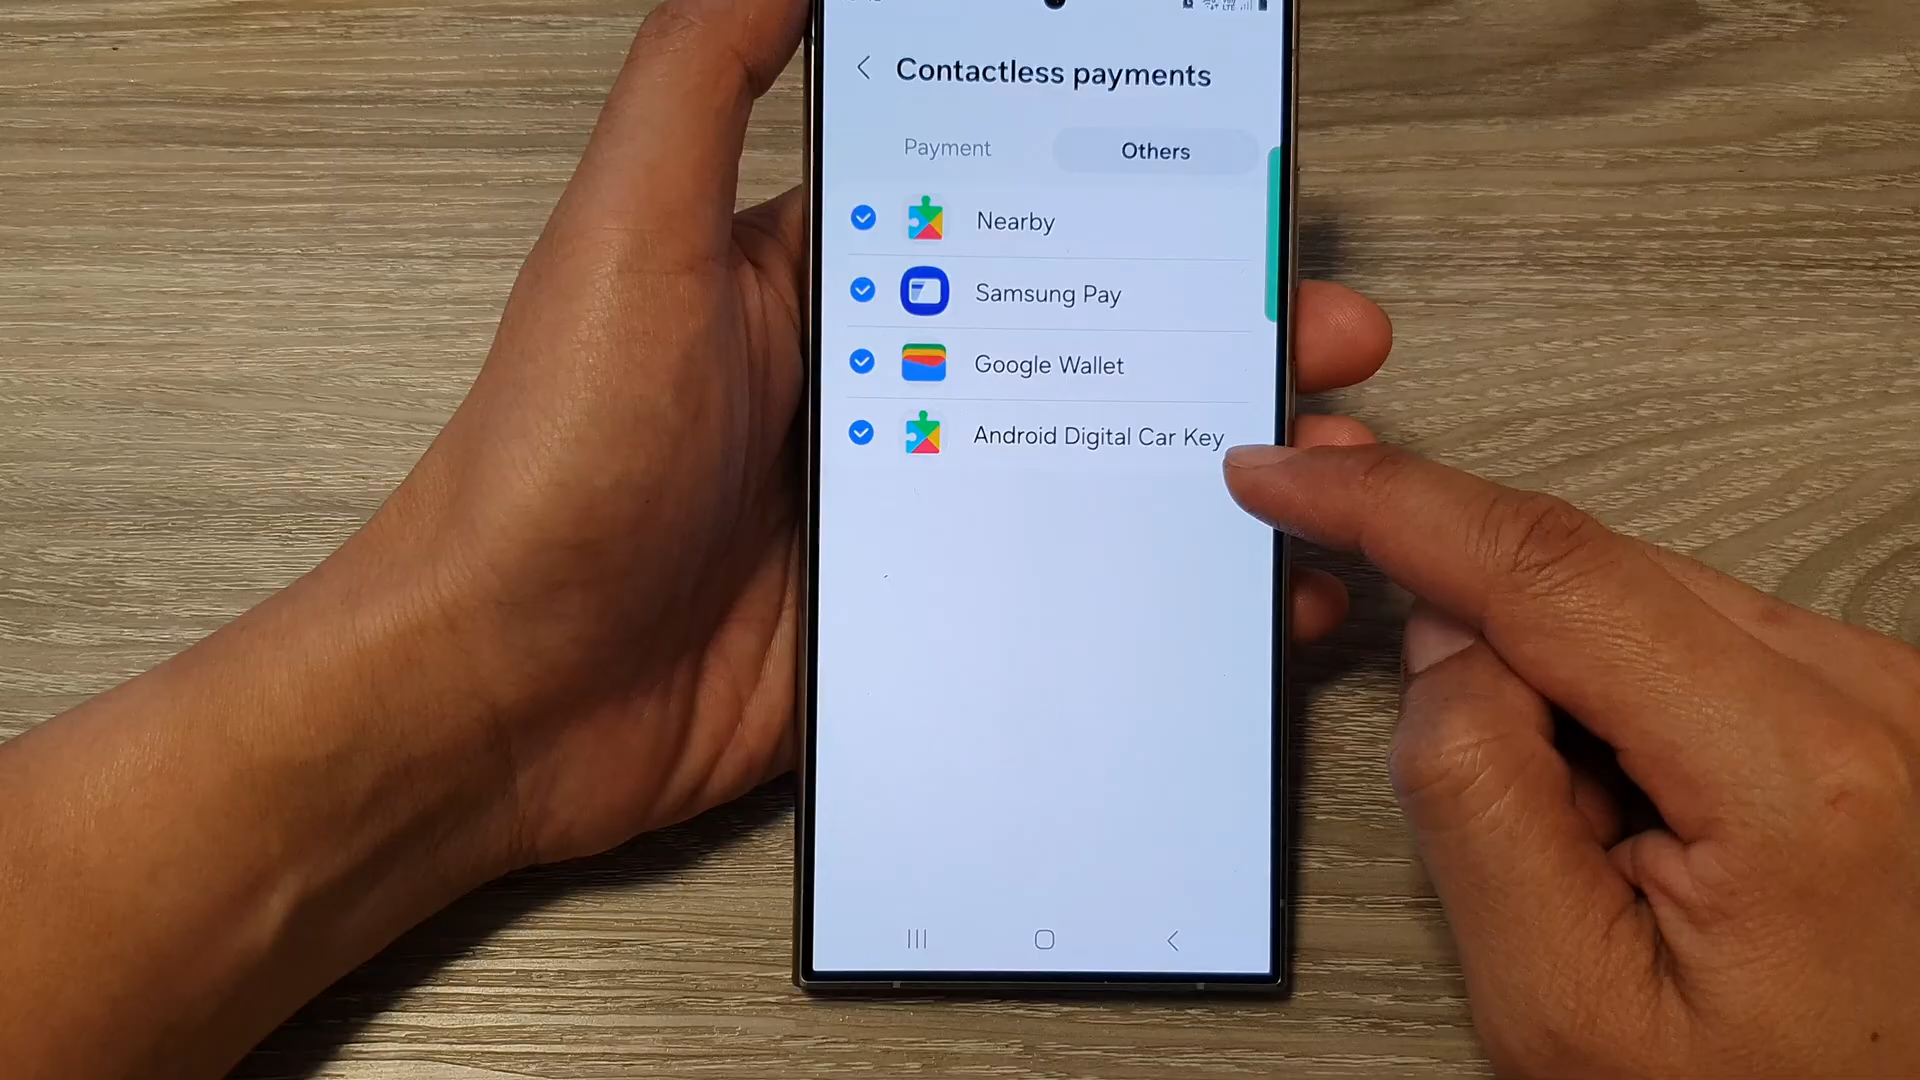 Contactless payments
Payment
Others
Nearby
Samsung Pay
Google Wallet
Android Digital Car Key